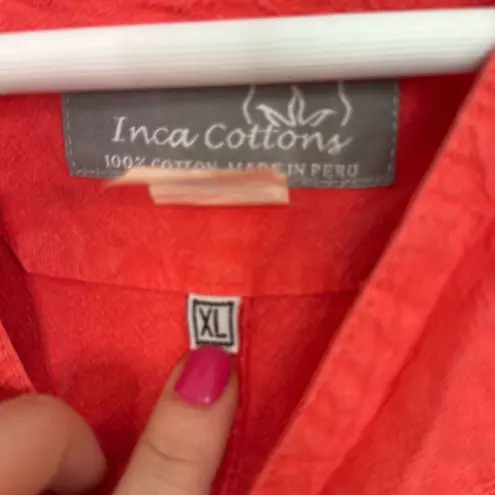 Inca Cottons
100% COTTON MADE IN PERU
XL